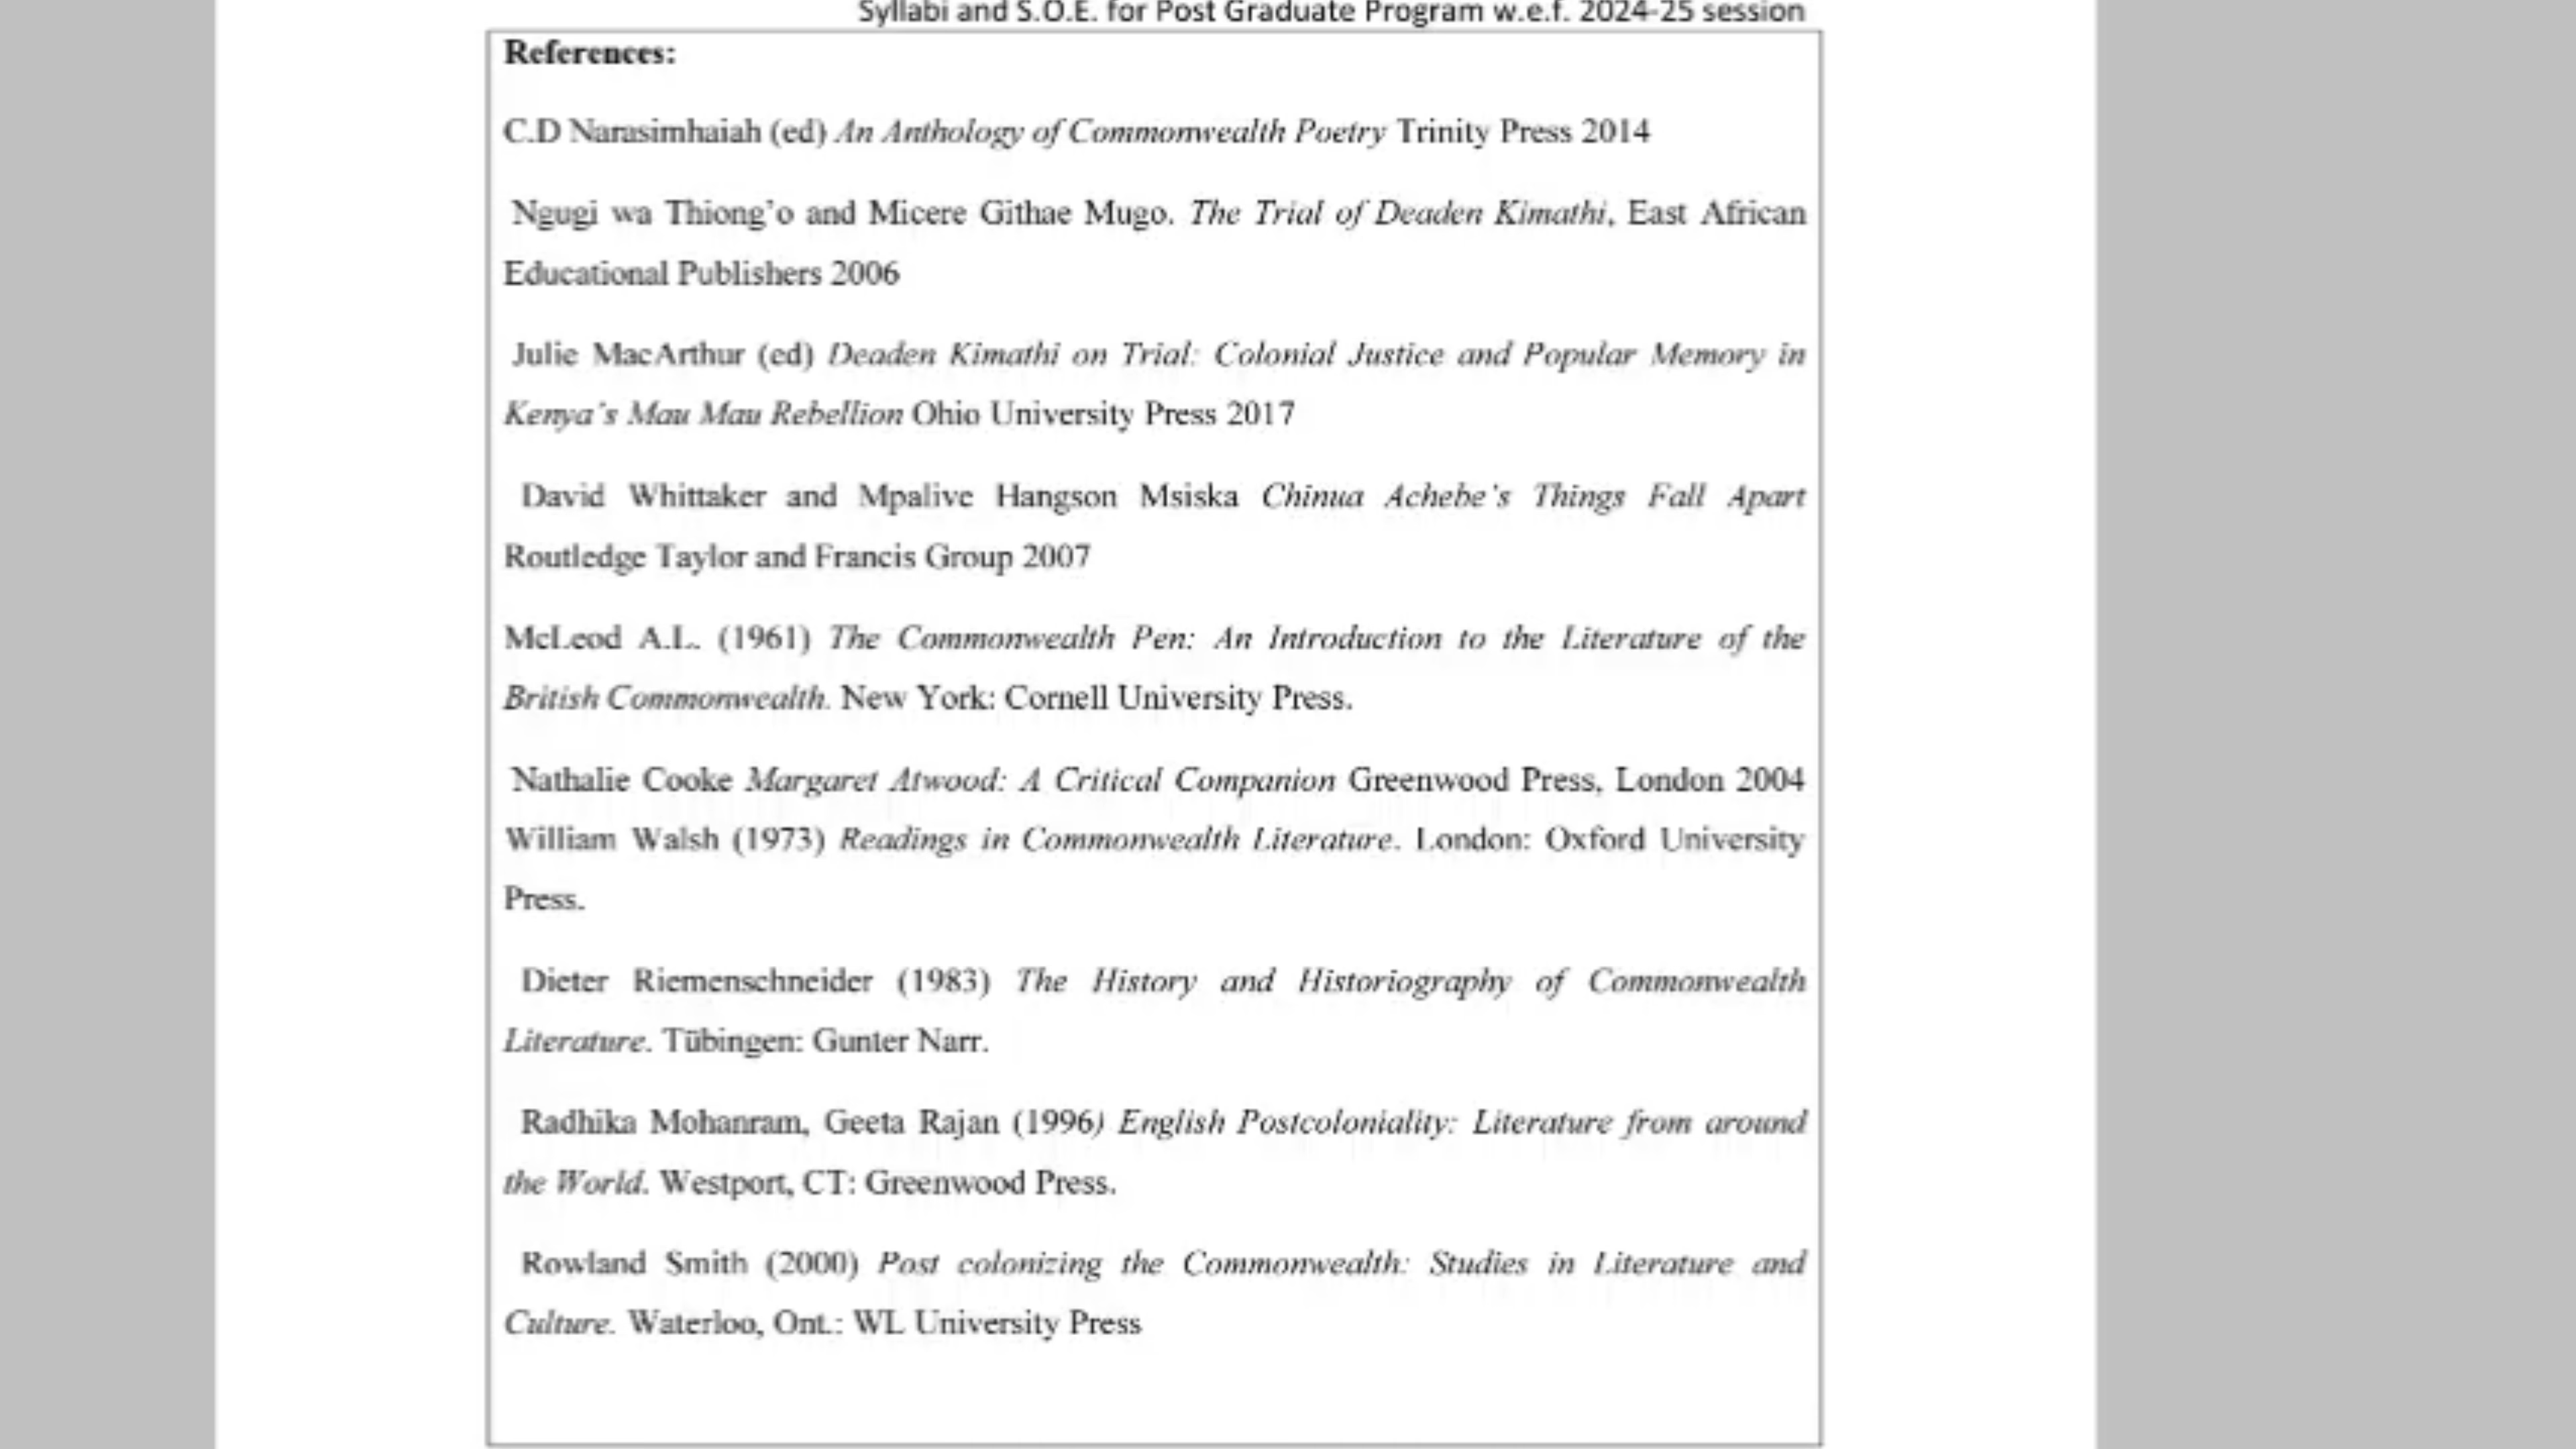 Syllabi and S.O.E. for Post Graduate Program w.e.f. 2024-25 session
References:
C.D Narasimhaiah (ed) An Anthology of Commonwealth Poetry Trinity Press 2014
Ngugi wa Thiong’o and Micere Githae Mugo. The Trial of Deaden Kimathi, East African
Educational Publishers 2006
Julie MacArthur (ed) Deaden Kimathi on Trial: Colonial Justice and Popular Memory in
Kenya’s Mau Mau Rebellion Ohio University Press 2017
David Whittaker and Mpalive Hangson Msiska Chinua Achebe’s Things Fall Apart
Routledge Taylor and Francis Group 2007
McLeod A.L. (1961) The Commonwealth Pen: An Introduction to the Literature of the
British Commonwealth. New York: Cornell University Press.
Nathalie Cooke Margaret Atwood: A Critical Companion Greenwood Press, London 2004
William Walsh (1973) Readings in Commonwealth Literature. London: Oxford University
Press.
Dieter Riemenschneider (1983) The History and Historiography of Commonwealth
Literature. Tübingen: Gunter Narr.
Radhika Mohanram, Geeta Rajan (1996) English Postcoloniality: Literature from around
the World. Westport, CT: Greenwood Press.
Rowland Smith (2000) Post colonizing the Commonwealth: Studies in Literature and
Culture. Waterloo, Ont.: WL University Press